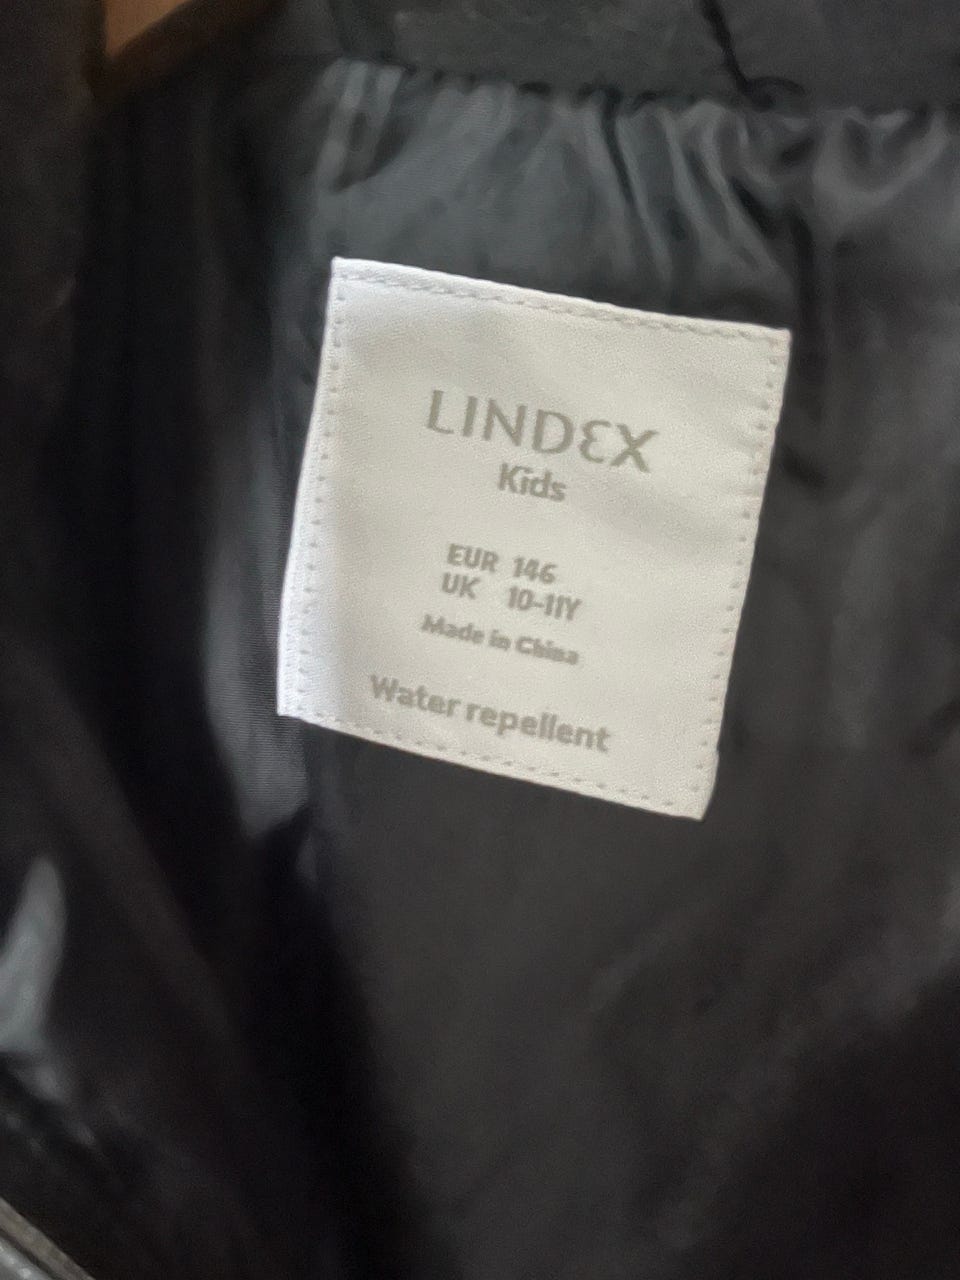 LINDEX
Kids
EUR 146
UK 10-11Y
Made in China
Water repellent